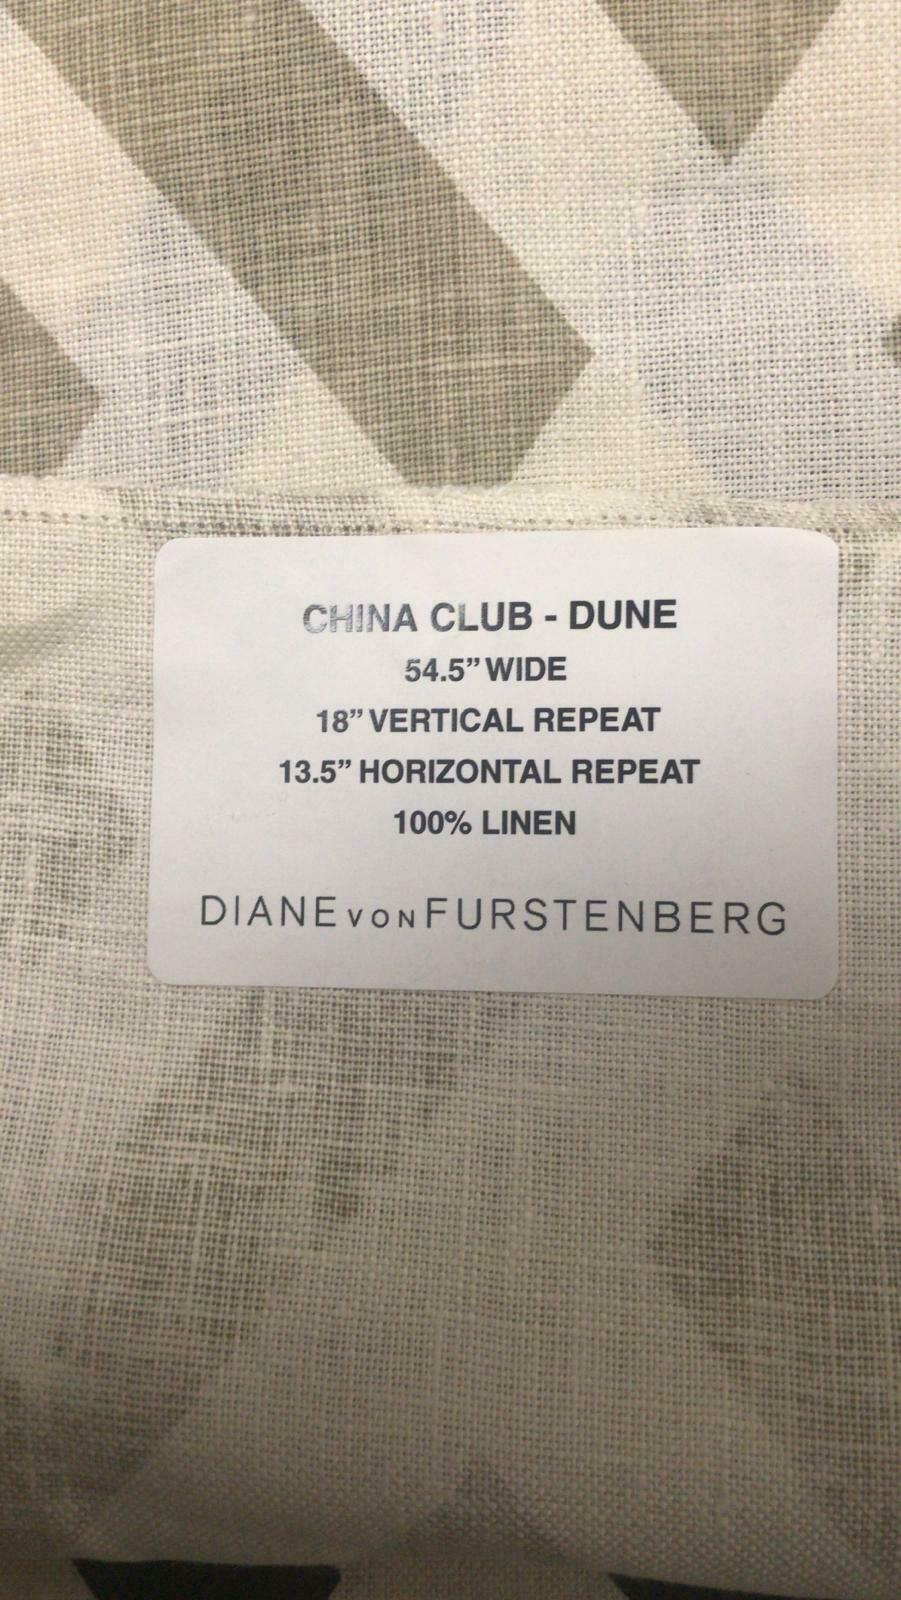 CHINA CLUB - DUNE
54.5” WIDE
18” VERTICAL REPEAT
13.5” HORIZONTAL REPEAT
100% LINEN
DIANE VON FURSTENBERG